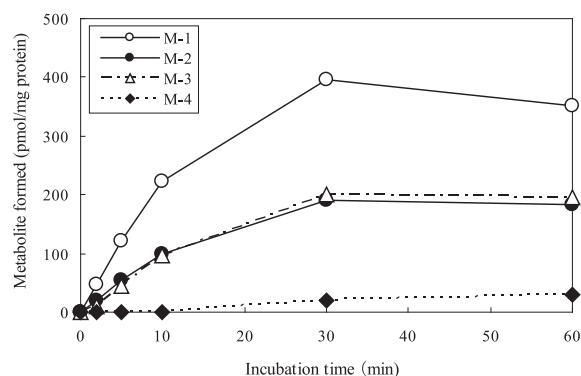 500
400
300
200
100
0
Metabolite formed (pmol/mg protein)
M-1
M-2
M-3
M-4
0 10 20 30 40 50 60
Incubation time (min)